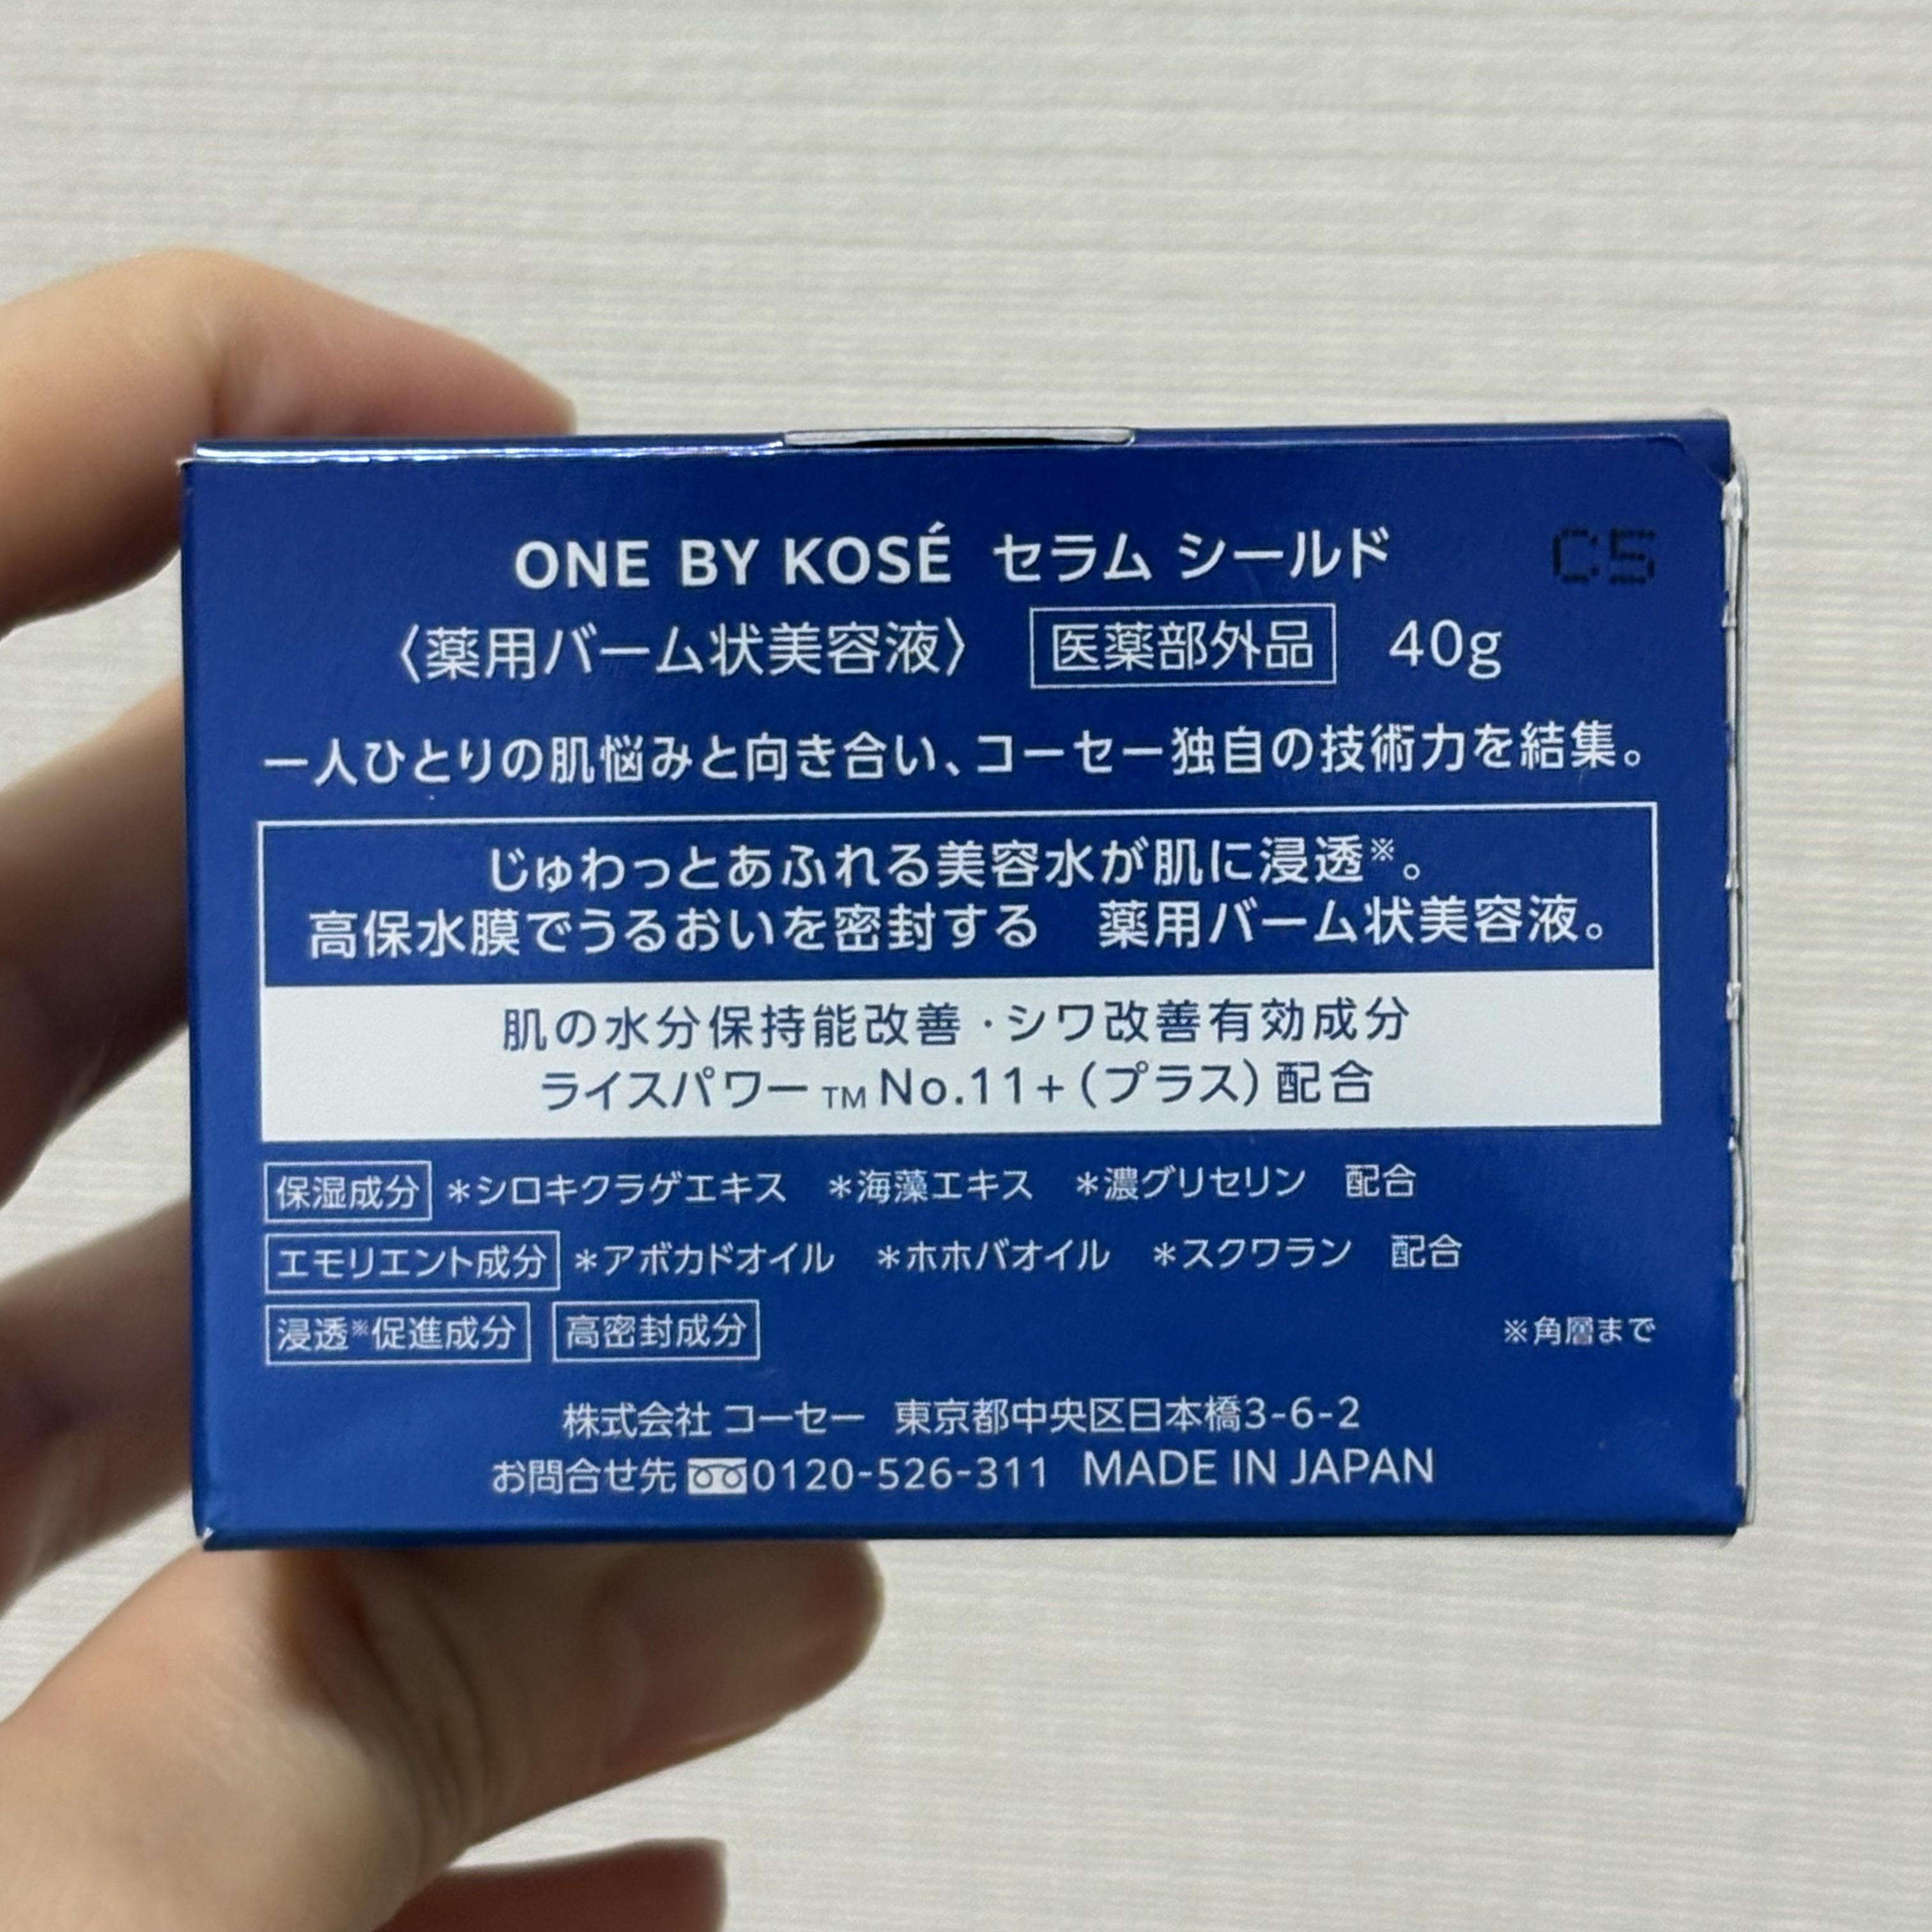 ONE BY KOSÉ セラム シールド
C5
〈薬用バーム状美容液〉 医薬部外品 40g
一人ひとりの肌悩みと向き合い、コーセー独自の技術力を結集。
じゅわっとあふれる美容水が肌に浸透※。
高保水膜でうるおいを密封する 薬用バーム状美容液。
肌の水分保持能改善・シワ改善有効成分
ライスパワー™No.11+(プラス)配合
保湿成分 *シロキクラゲエキス *海藻エキス *濃グリセリン 配合
エモリエント成分 *アボカドオイル *ホホバオイル *スクワラン 配合
浸透※促進成分 高密封成分 ※角層まで
株式会社 コーセー 東京都中央区日本橋3-6-2
お問合せ先 0120-526-311 MADE IN JAPAN